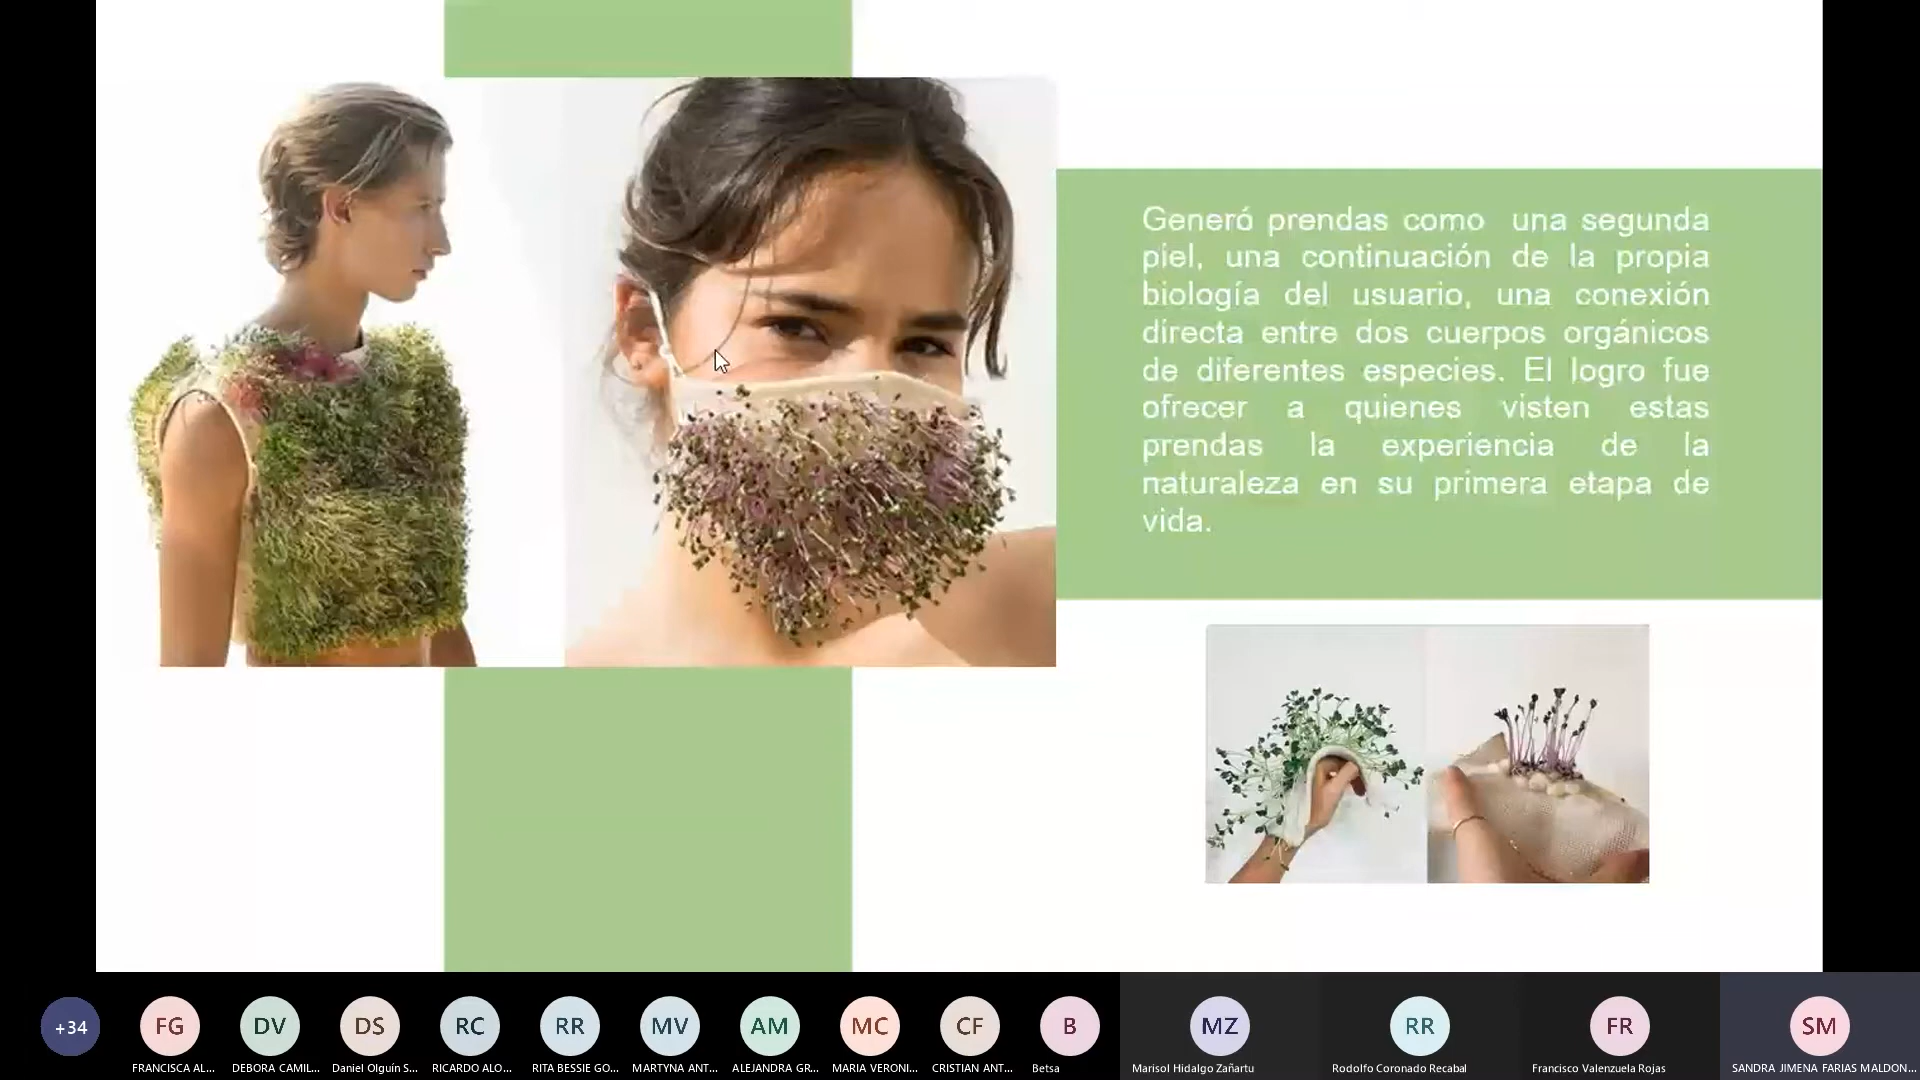 Generó prendas como una segunda
piel, una continuación de la propia
biología del usuario, una conexión
directa entre dos cuerpos orgánicos
de diferentes especies. El logro fue
ofrecer a quienes visten estas
prendas la experiencia de la
naturaleza en su primera etapa de
vida.
+34
FG
DV
DS
RC
RR
MV
AM
MC
CF
B
MZ
RR
FR
SM
FRANCISCA AL...
DEBORA CAMIL...
Daniel Olguín S...
RICARDO ALO...
RITA BESSIE GO...
MARTYNA ANT...
ALEJANDRA GR...
MARIA VERONI...
CRISTIAN ANT...
Betsa
Marisol Hidalgo Zañartu
Rodolfo Coronado Recabal
Francisco Valenzuela Rojas
SANDRA JIMENA FARIAS MALDON...